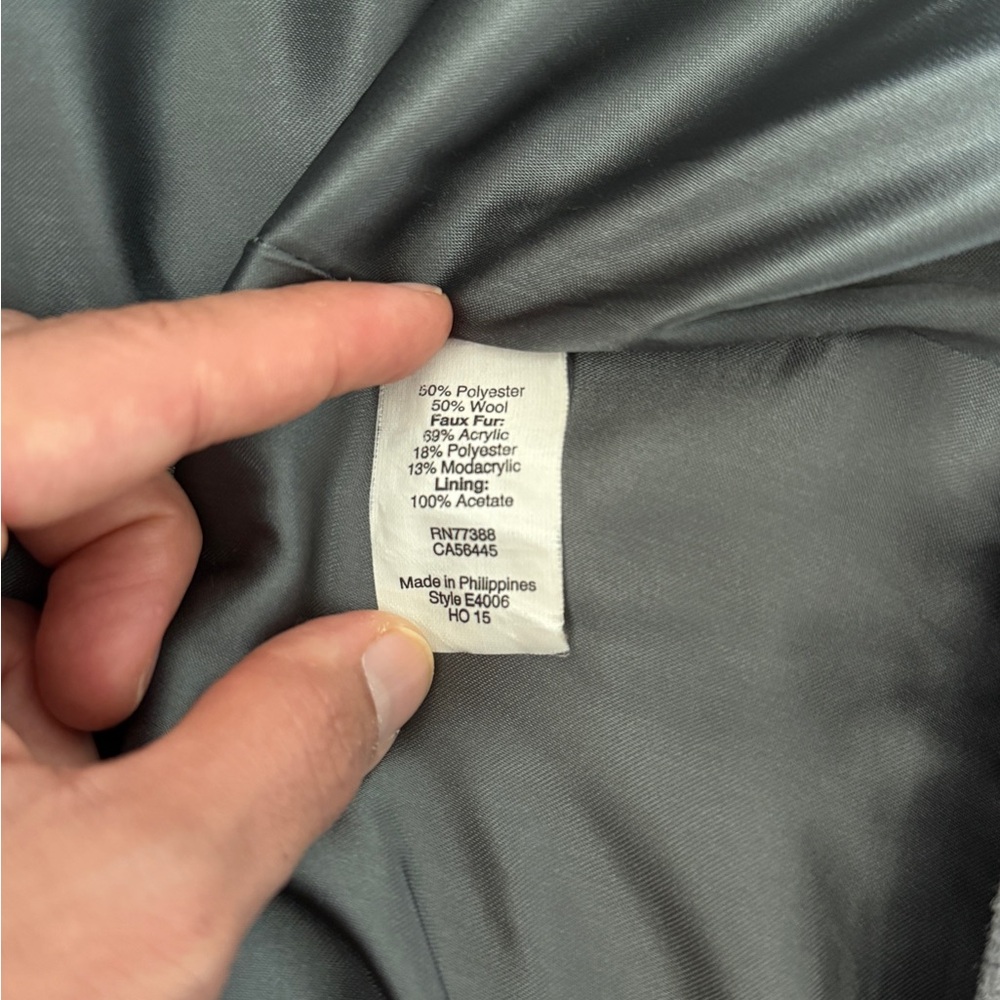 50% Polyester
50% Wool
Faux Fur:
69% Acrylic
18% Polyester
13% Modacrylic
Lining:
100% Acetate
RN77388
CA56445
Made in Philippines
Style E4006
HO 15